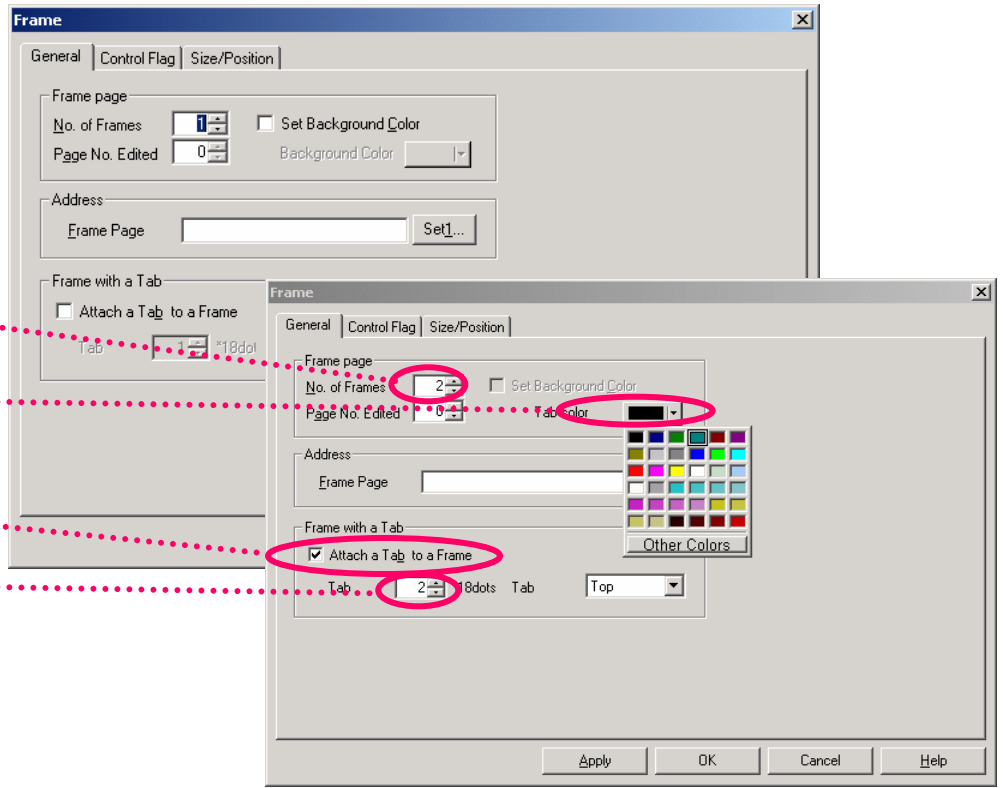 Frame
General Control Flag Size/Position
Frame page
No. of Frames 1 Set Background Color
Page No. Edited 0 Background Color
Address
Frame Page Set1...
Frame with a Tab
Attach a Tab to a Frame
Tab 1 *18dot
Frame
General Control Flag Size/Position
Frame page
No. of Frames 2 Set Background Color
Page No. Edited 0 Tab color
Address
Frame Page
Other Colors
Frame with a Tab
Attach a Tab to a Frame
Tab 2 18dots Tab Top
Apply OK Cancel Help